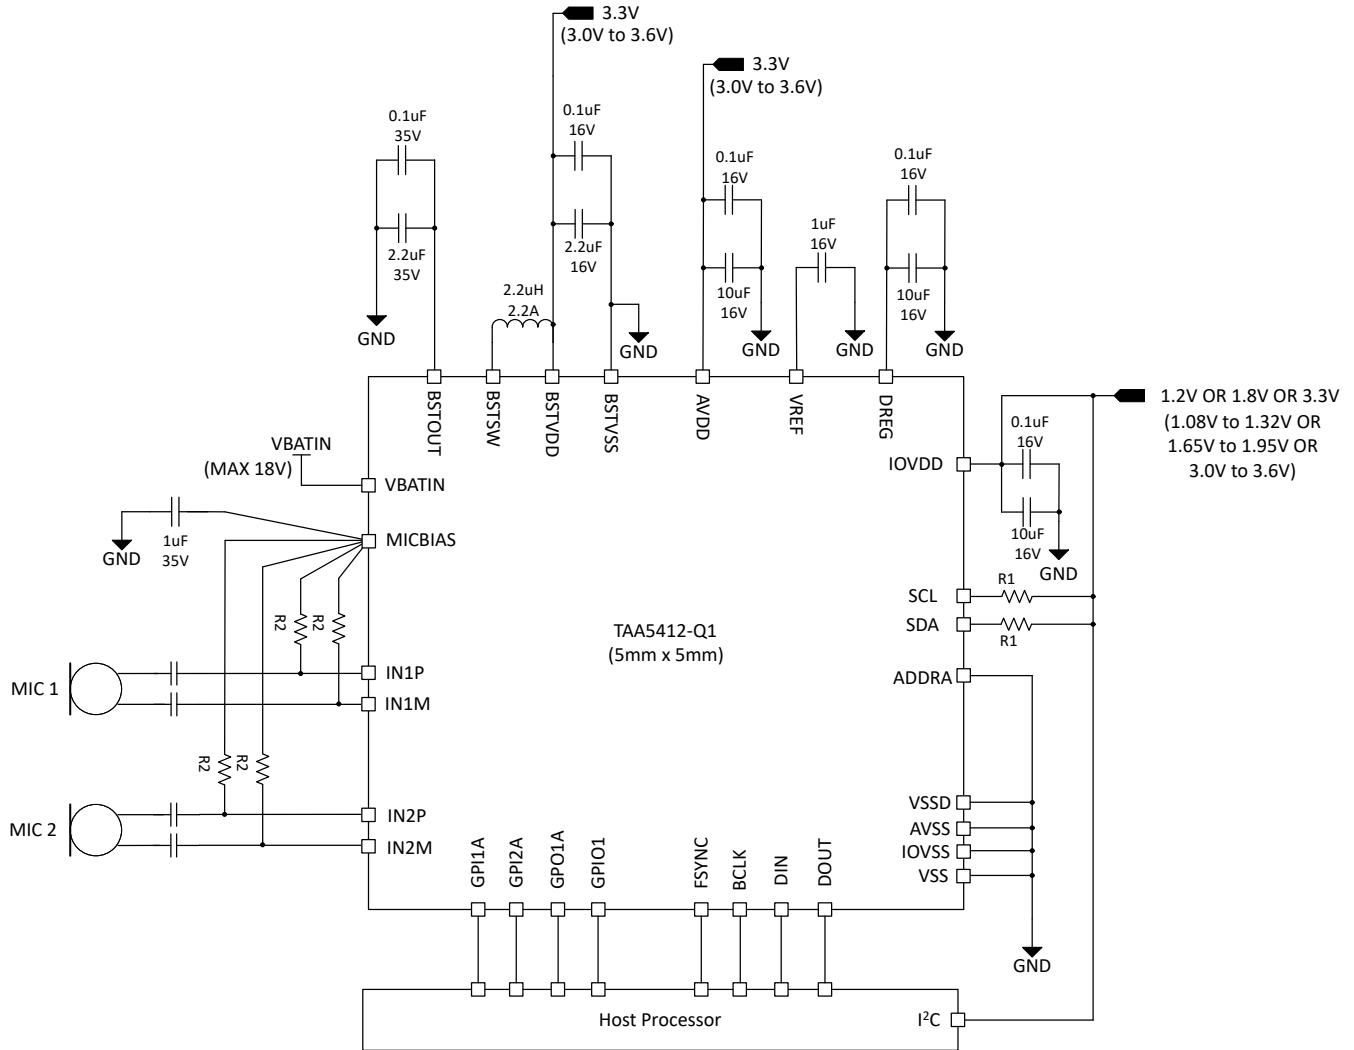 3.3V
(3.0V to 3.6V)
3.3V
(3.0V to 3.6V)
0.1uF
35V
2.2uF
35V
GND
0.1uF
16V
2.2uF
16V
2.2uH
2.2A
GND
0.1uF
16V
10uF
16V
GND
1uF
16V
GND
0.1uF
16V
10uF
16V
GND
BSTOUT
BSTSW
BSTVDD
BSTVSS
AVDD
VREF
DREG
1.2V OR 1.8V OR 3.3V
(1.08V to 1.32V OR
1.65V to 1.95V OR
3.0V to 3.6V)
0.1uF
16V
10uF
16V
GND
IOVDD
VBATIN
(MAX 18V)
VBATIN
MICBIAS
GND
1uF
35V
R2
R2
SCL
R1
SDA
R1
TAA5412-Q1
(5mm x 5mm)
ADDRA
MIC 1
IN1P
IN1M
R2
R2
MIC 2
IN2P
IN2M
VSSD
AVSS
IOVSS
VSS
GND
GPI1A
GPI2A
GPO1A
GPIO1
FSYNC
BCLK
DIN
DOUT
Host Processor
I²C